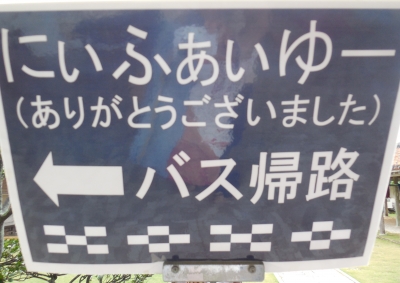 にいふぁいゆー
（ありがとうございました）
← バス帰路